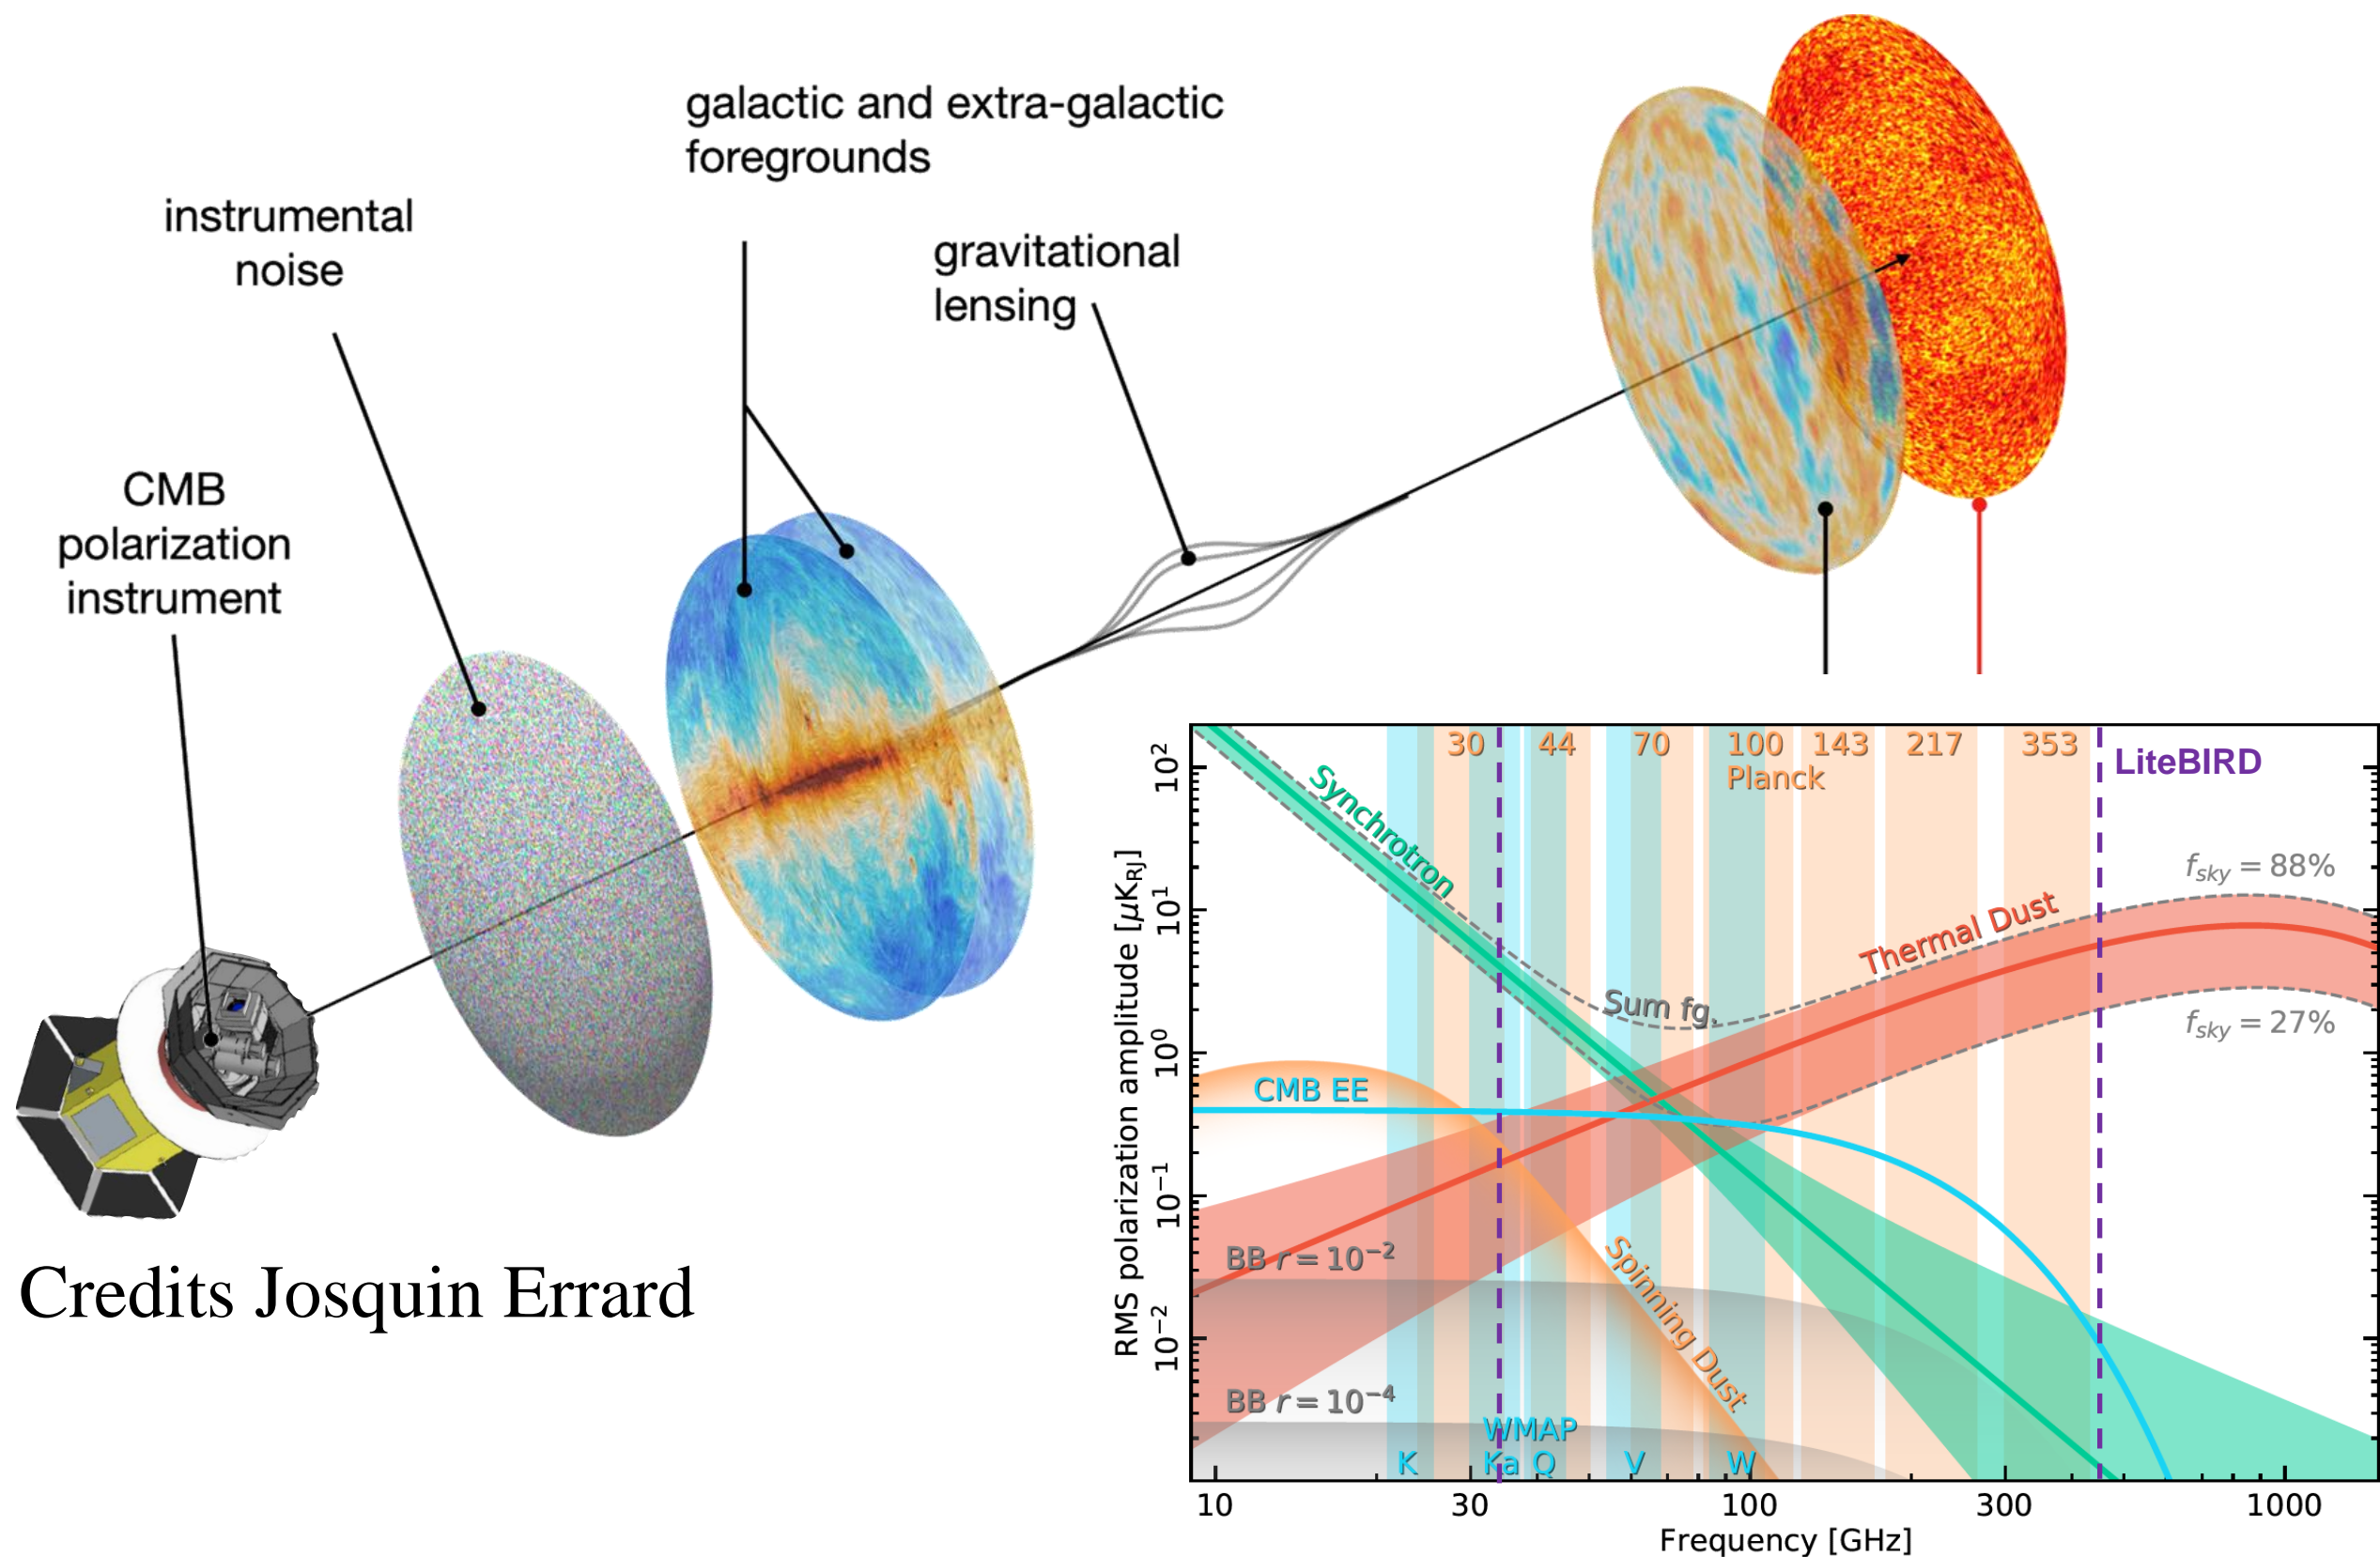 galactic and extra-galactic
foregrounds
instrumental
noise
gravitational
lensing
CMB
polarization
instrument
Credits Josquin Errard
30 44 70 100 143 217 353
Planck
LiteBIRD
Synchrotron
f_sky = 88%
Thermal Dust
Sum fg.
f_sky = 27%
CMB EE
BB r = 10⁻²
Spinning Dust
BB r = 10⁻⁴
WMAP
K Ka Q V W
RMS polarization amplitude [μK_RJ]
10²
10¹
10⁰
10⁻¹
10⁻²
10 30 100 300 1000
Frequency [GHz]